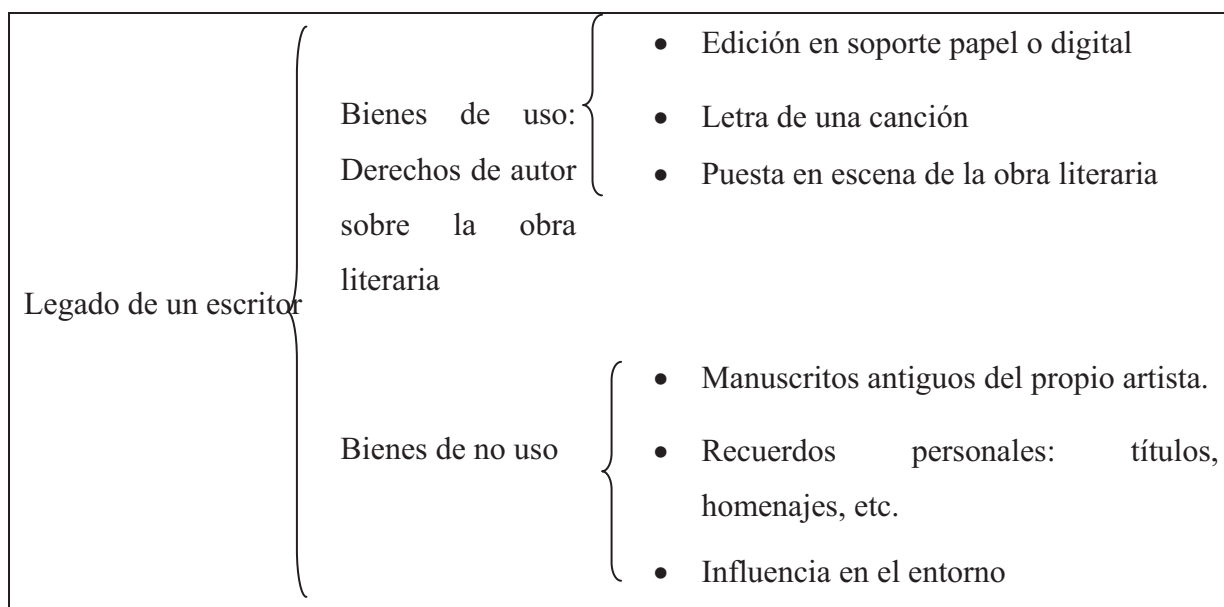 Legado de un escritor
Bienes de uso:
Derechos de autor
sobre la obra
literaria
• Edición en soporte papel o digital
• Letra de una canción
• Puesta en escena de la obra literaria
Bienes de no uso
• Manuscritos antiguos del propio artista.
• Recuerdos personales: títulos,
homenajes, etc.
• Influencia en el entorno